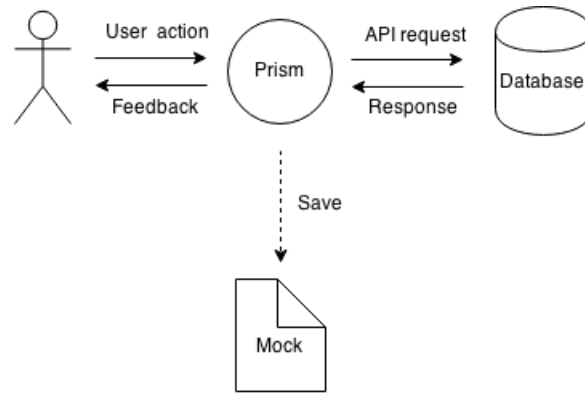 User action
API request
Prism
Database
Feedback
Response
Save
Mock